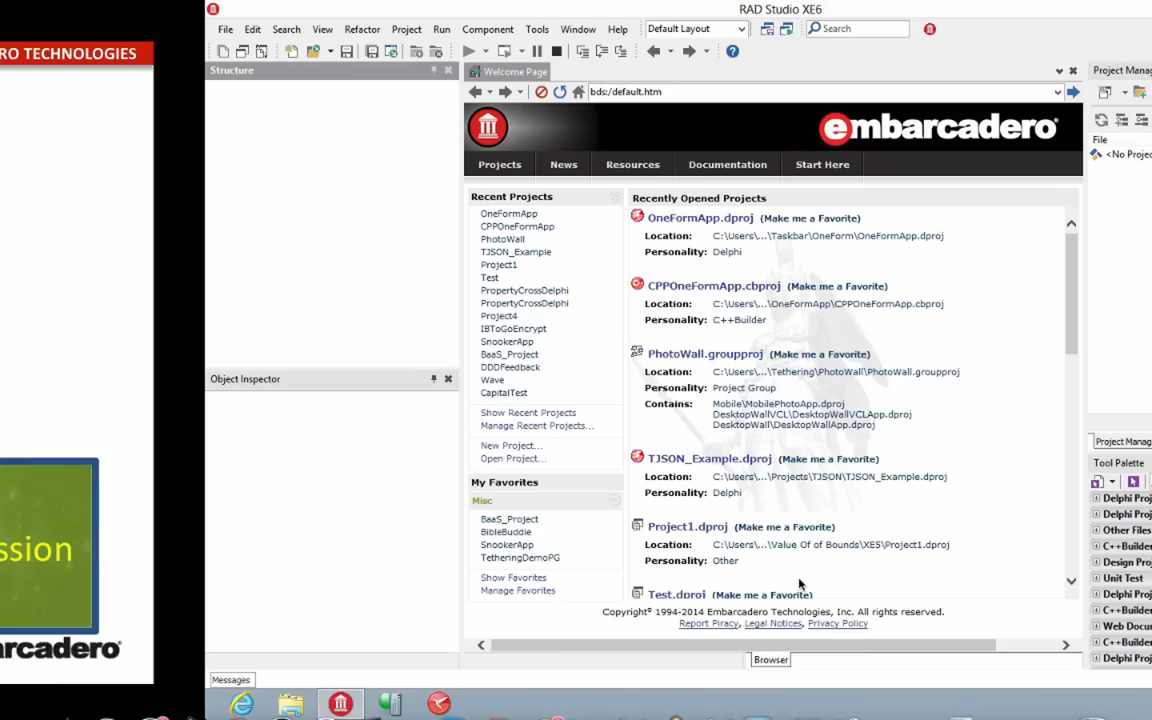 RO TECHNOLOGIES
ssion
rcadero
RAD Studio XE6
File Edit Search View Refactor Project Run Component Tools Window Help Default Layout Search
Structure
Welcome Page
Project Manag
bds:/default.htm
embarcadero
Projects News Resources Documentation Start Here
File
<No Projec
Recent Projects
OneFormApp
CPPOneFormApp
PhotoWall
TJSON_Example
Project1
Test
PropertyCrossDelphi
PropertyCrossDelphi
Project4
IBToGoEncrypt
SnookerApp
BaaS_Project
DDDFeedback
Wave
CapitalTest
Show Recent Projects
Manage Recent Projects...
New Project...
Open Project...
My Favorites
Misc
BaaS_Project
BibleBuddie
SnookerApp
TetheringDemoPG
Show Favorites
Manage Favorites
Recently Opened Projects
OneFormApp.dproj (Make me a Favorite)
Location: C:\Users\...\Taskbar\OneForm\OneFormApp.dproj
Personality: Delphi
CPPOneFormApp.cbproj (Make me a Favorite)
Location: C:\Users\...\OneFormApp\CPPOneFormApp.cbproj
Personality: C++Builder
PhotoWall.groupproj (Make me a Favorite)
Location: C:\Users\...\Tethering\PhotoWall\PhotoWall.groupproj
Personality: Project Group
Contains: Mobile\MobilePhotoApp.dproj
DesktopWallVCL\DesktopWallVCLApp.dproj
DesktopWall\DesktopWallApp.dproj
TJSON_Example.dproj (Make me a Favorite)
Location: C:\Users\...\Projects\TJSON\TJSON_Example.dproj
Personality: Delphi
Project1.dproj (Make me a Favorite)
Location: C:\Users\...\Value Of of Bounds\XE5\Project1.dproj
Personality: Other
Test.dproj (Make me a Favorite)
Copyright© 1994-2014 Embarcadero Technologies, Inc. All rights reserved.
Report Piracy, Legal Notices, Privacy Policy
Browser
Object Inspector
Messages
Project Manag
Tool Palette
Delphi Proj
Delphi Proj
Other Files
C++Builde
Design Pro
Unit Test
Delphi Proj
C++Builde
Web Docum
C++Builde
Delphi Proj